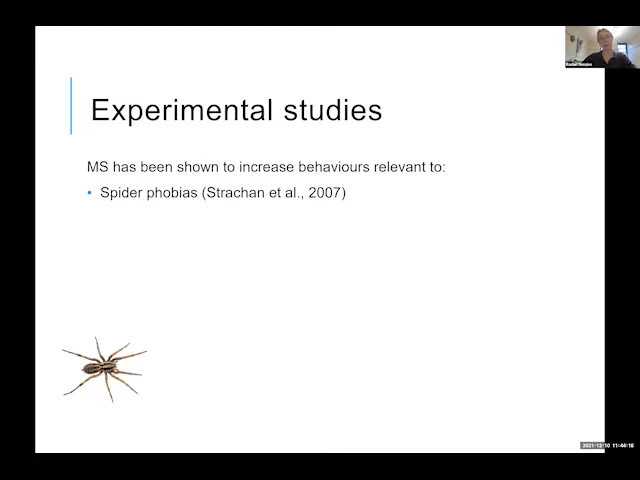 Experimental studies
MS has been shown to increase behaviours relevant to:
• Spider phobias (Strachan et al., 2007)
2021-12-10 11:44:16